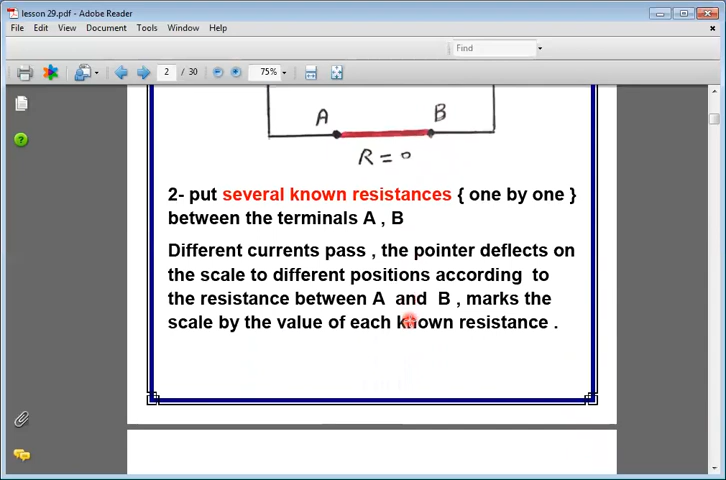 lesson 29.pdf - Adobe Reader
File Edit View Document Tools Window Help
Find
2 / 30 75%
A B
R = 0
2- put several known resistances { one by one }
between the terminals A , B
Different currents pass , the pointer deflects on
the scale to different positions according to
the resistance between A and B , marks the
scale by the value of each known resistance .